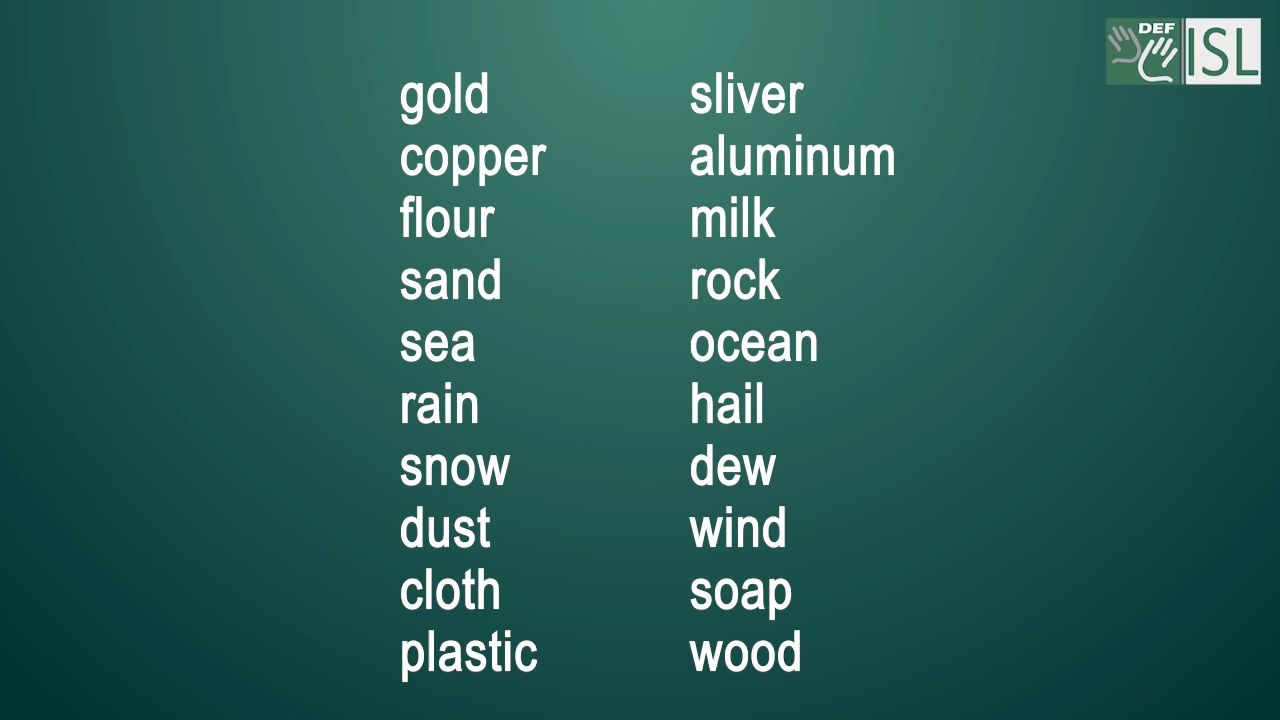 DEF
ISL
gold sliver
copper aluminum
flour milk
sand rock
sea ocean
rain hail
snow dew
dust wind
cloth soap
plastic wood